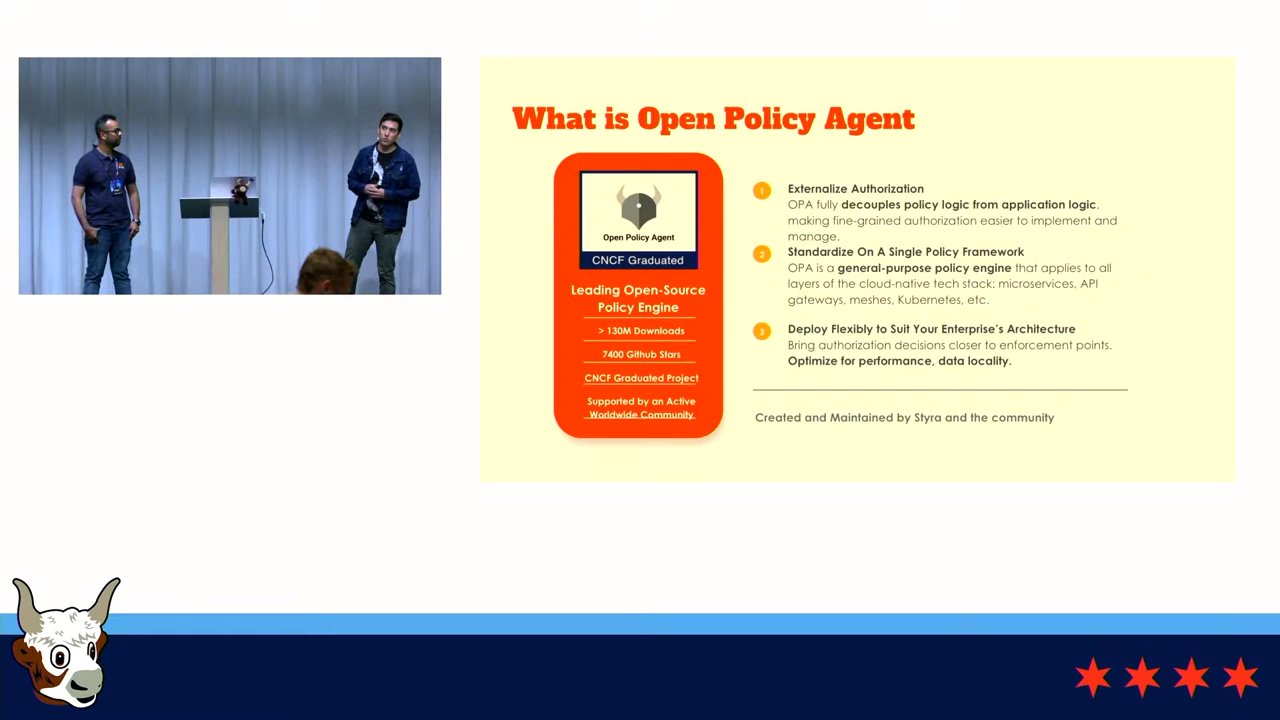 What is Open Policy Agent
Open Policy Agent
CNCF Graduated
Leading Open-Source
Policy Engine
> 130M Downloads
7400 Github Stars
CNCF Graduated Project
Supported by an Active
Worldwide Community
1
Externalize Authorization
OPA fully decouples policy logic from application logic,
making fine-grained authorization easier to implement and
manage.
2
Standardize On A Single Policy Framework
OPA is a general-purpose policy engine that applies to all
layers of the cloud-native tech stack: microservices, API
gateways, meshes, Kubernetes, etc.
3
Deploy Flexibly to Suit Your Enterprise's Architecture
Bring authorization decisions closer to enforcement points.
Optimize for performance, data locality.
Created and Maintained by Styra and the community